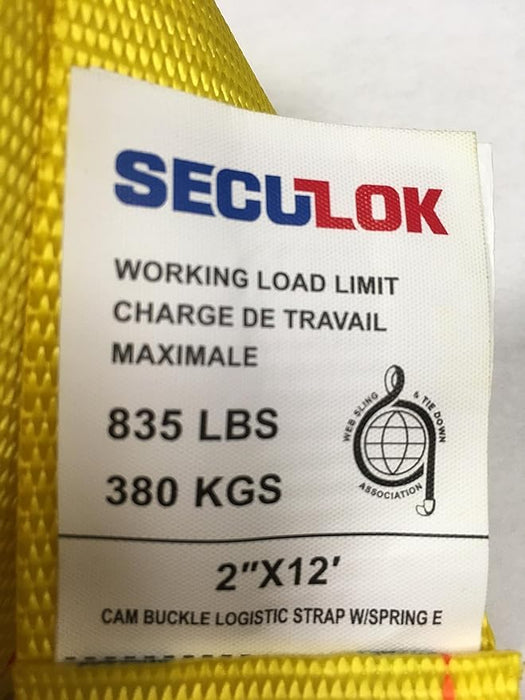 SECULOK
WORKING LOAD LIMIT
CHARGE DE TRAVAIL
MAXIMALE
835 LBS
380 KGS
WEB SLING & TIE DOWN
ASSOCIATION
2"X12'
CAM BUCKLE LOGISTIC STRAP W/SPRING E